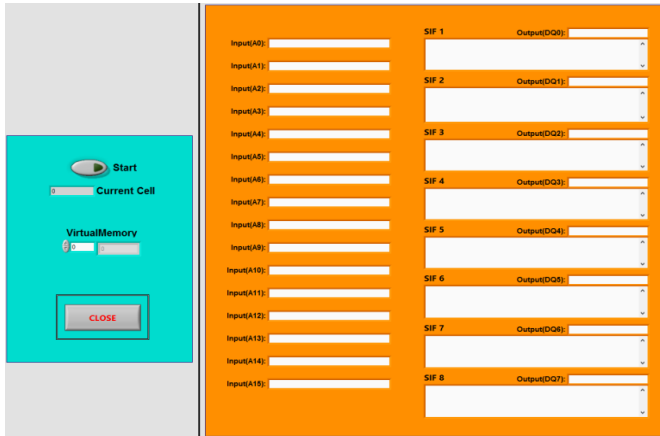 Start
0 Current Cell
VirtualMemory
0 0
CLOSE
Input(A0):
Input(A1):
Input(A2):
Input(A3):
Input(A4):
Input(A5):
Input(A6):
Input(A7):
Input(A8):
Input(A9):
Input(A10):
Input(A11):
Input(A12):
Input(A13):
Input(A14):
Input(A15):
SIF 1 Output(DQ0):
SIF 2 Output(DQ1):
SIF 3 Output(DQ2):
SIF 4 Output(DQ3):
SIF 5 Output(DQ4):
SIF 6 Output(DQ5):
SIF 7 Output(DQ6):
SIF 8 Output(DQ7):